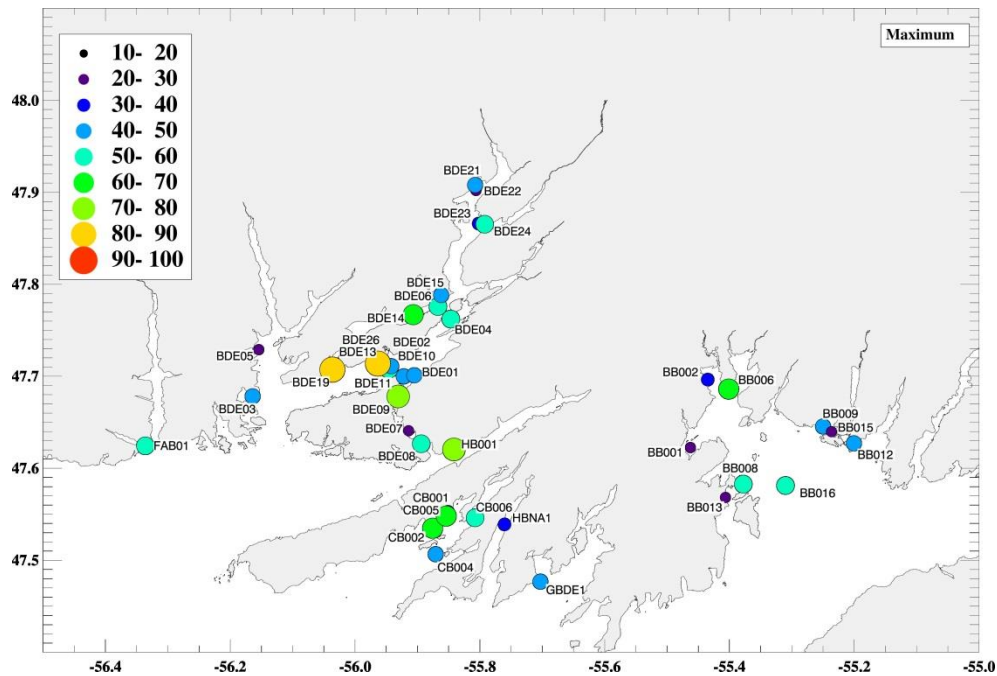 Maximum
10- 20
20- 30
30- 40
40- 50
50- 60
60- 70
70- 80
80- 90
90- 100
48.0
47.9
47.8
47.7
47.6
47.5
BDE21
BDE22
BDE23
BDE24
BDE15
BDE06
BDE14
BDE04
BDE02
BDE26
BDE13
BDE10
BDE05
BDE19
BDE11
BDE01
BB002
BB006
BDE03
BDE09
BB009
BDE07
BB015
FAB01
HB001
BDE08
BB001
BB012
BB008
BB016
CB001
CB006
BB013
CB005
HBNA1
CB002
CB004
GBDE1
-56.4 -56.2 -56.0 -55.8 -55.6 -55.4 -55.2 -55.0